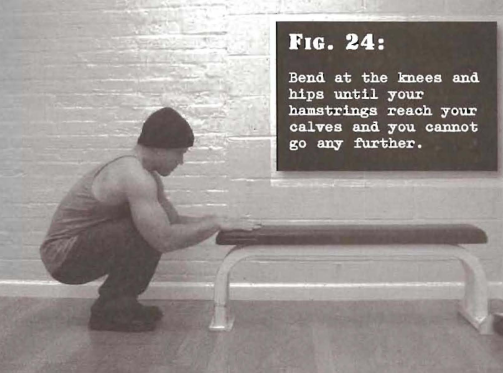 FIG. 24:
Bend at the knees and
hips until your
hamstrings reach your
calves and you cannot
go any further.